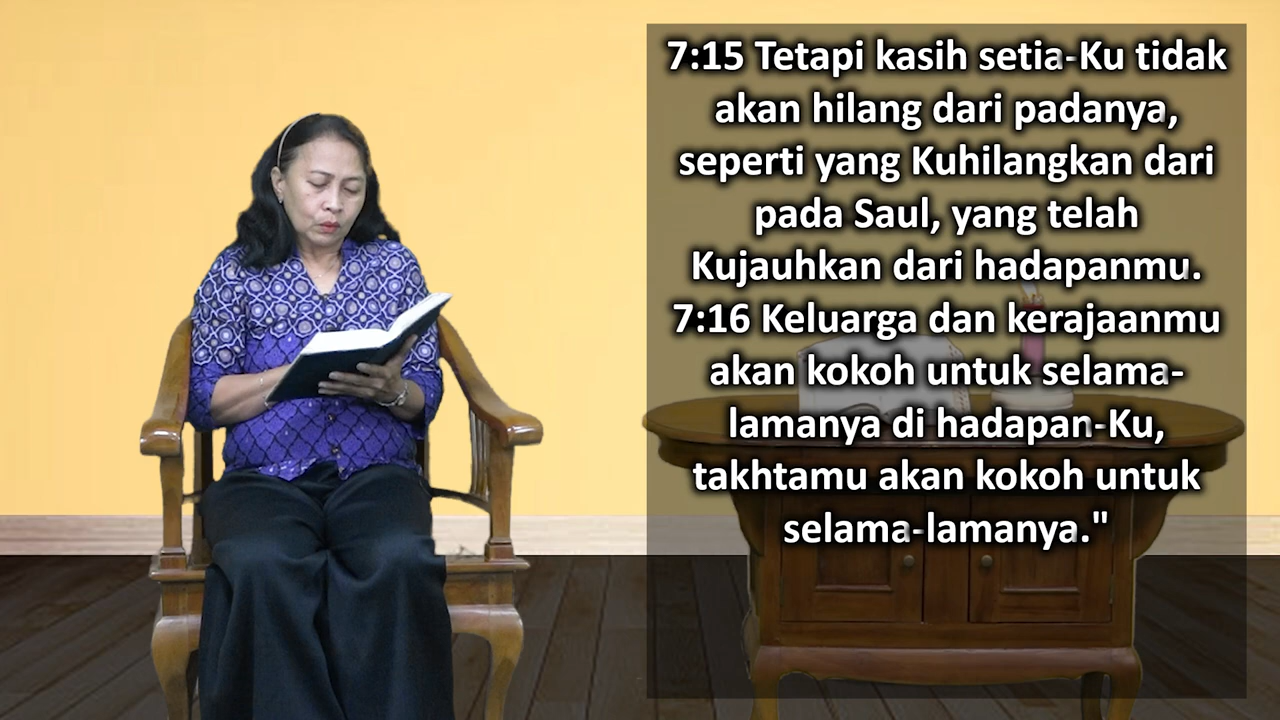 7:15 Tetapi kasih setia-Ku tidak
akan hilang dari padanya,
seperti yang Kuhilangkan dari
pada Saul, yang telah
Kujauhkan dari hadapanmu.
7:16 Keluarga dan kerajaanmu
akan kokoh untuk selama-
lamanya di hadapan-Ku,
takhtamu akan kokoh untuk
selama-lamanya."